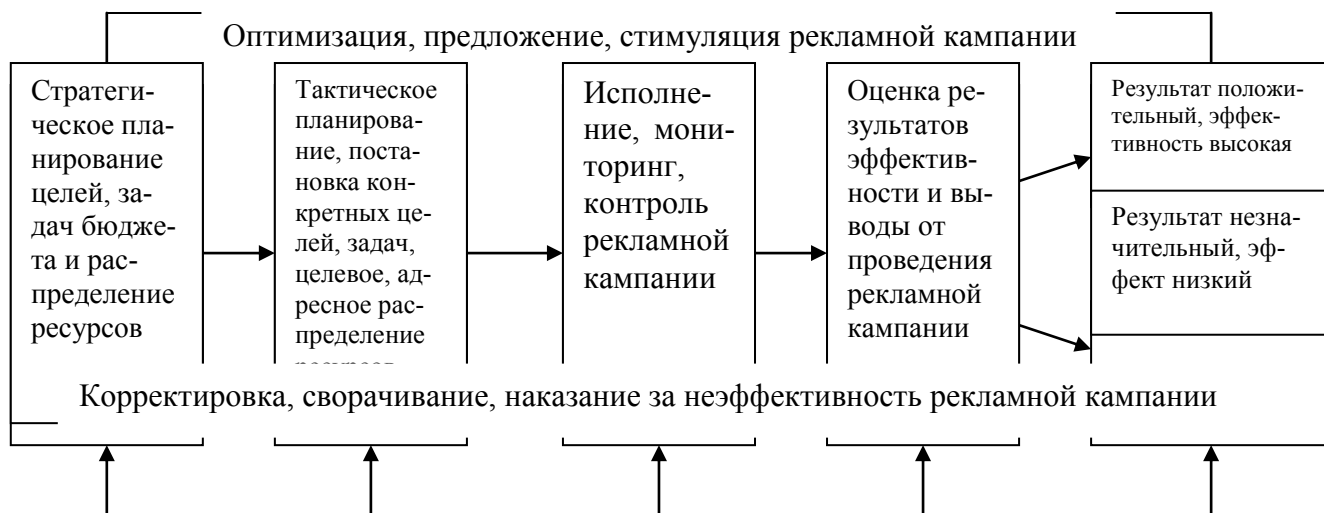 Оптимизация, предложение, стимуляция рекламной кампании
Стратеги-
ческое пла-
нирование
целей, за-
дач бюдже-
та и рас-
пределение
ресурсов
Тактическое
планирова-
ние, поста-
новка кон-
кретных це-
лей, задач,
целевое, ад-
ресное рас-
пределение
Исполне-
ние, мони-
торинг,
контроль
рекламной
кампании
Оценка ре-
зультатов
эффектив-
ности и вы-
воды от
проведения
рекламной
кампании
Результат положи-
тельный, эффек-
тивность высокая
Результат незна-
чительный, эф-
фект низкий
Корректировка, сворачивание, наказание за неэффективность рекламной кампании